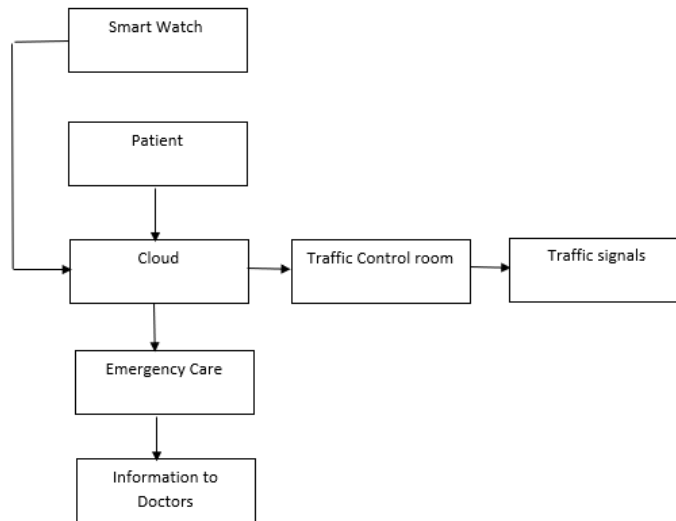 Smart Watch
Patient
Cloud
Traffic Control room
Traffic signals
Emergency Care
Information to
Doctors